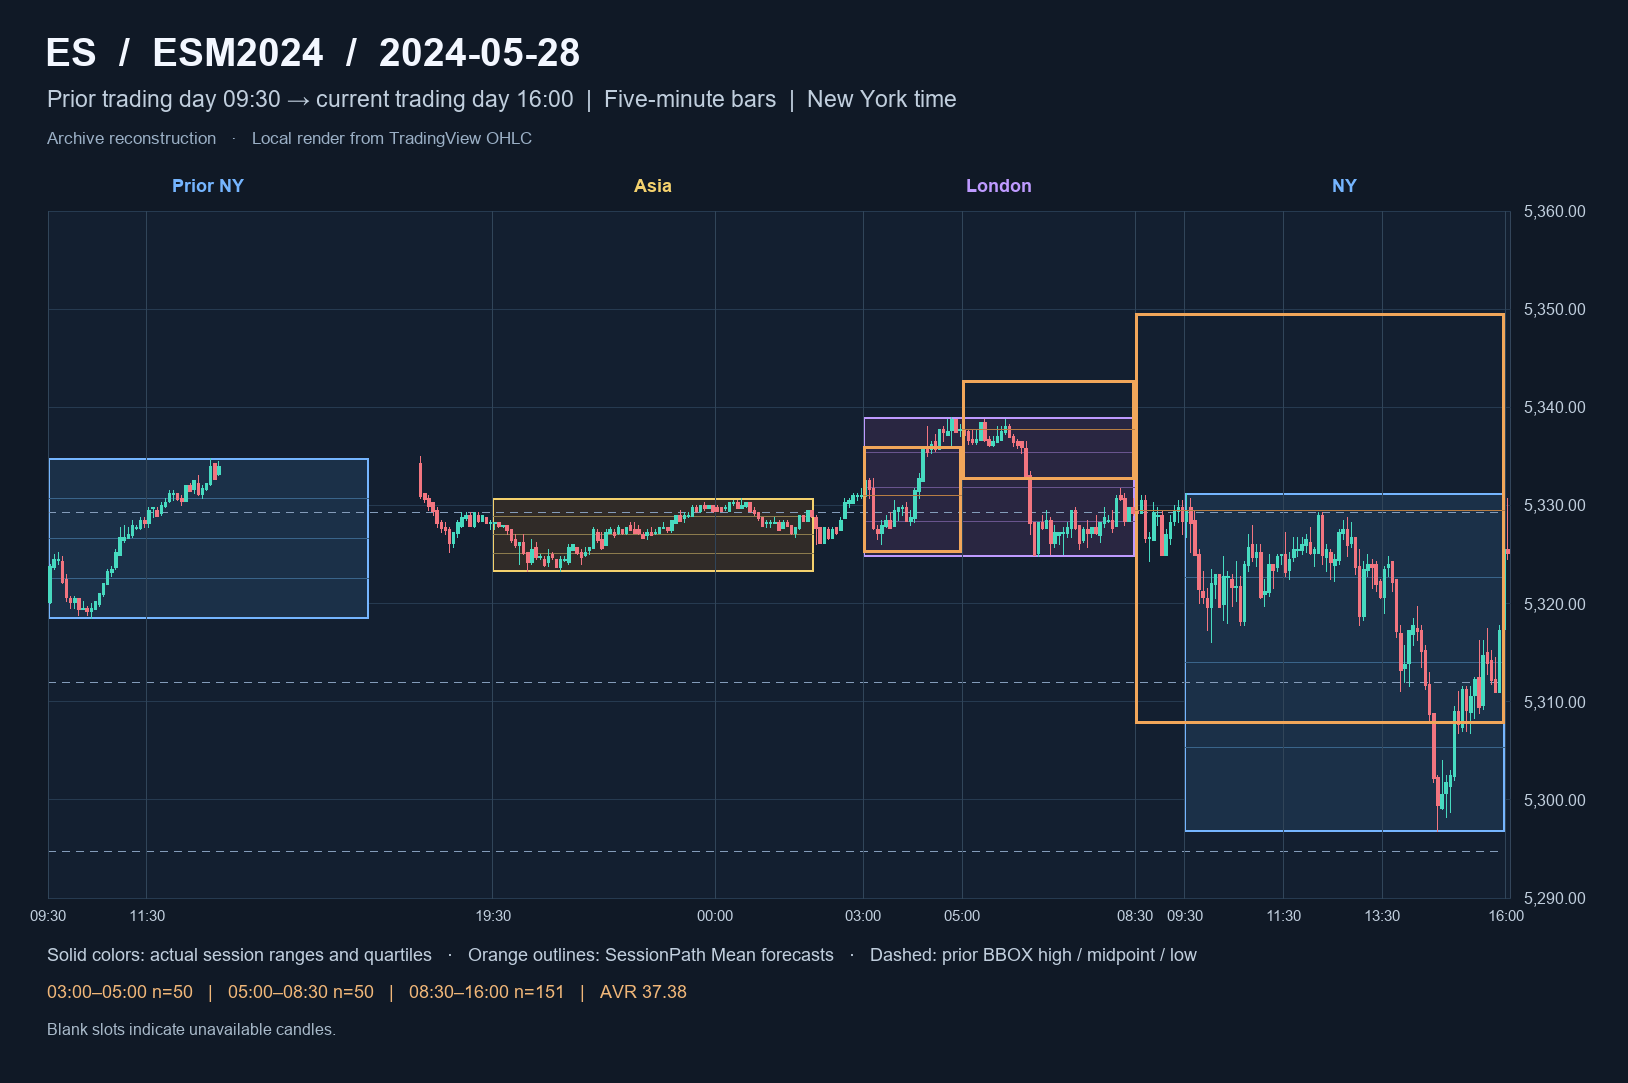 ES / ESM2024 / 2024-05-28
Prior trading day 09:30 → current trading day 16:00 | Five-minute bars | New York time
Archive reconstruction · Local render from TradingView OHLC
Prior NY Asia London NY
5,360.00
5,350.00
5,340.00
5,330.00
5,320.00
5,310.00
5,300.00
5,290.00
09:30 11:30 19:30 00:00 03:00 05:00 08:30 09:30 11:30 13:30 16:00
Solid colors: actual session ranges and quartiles · Orange outlines: SessionPath Mean forecasts · Dashed: prior BBOX high / midpoint / low
03:00–05:00 n=50 | 05:00–08:30 n=50 | 08:30–16:00 n=151 | AVR 37.38
Blank slots indicate unavailable candles.